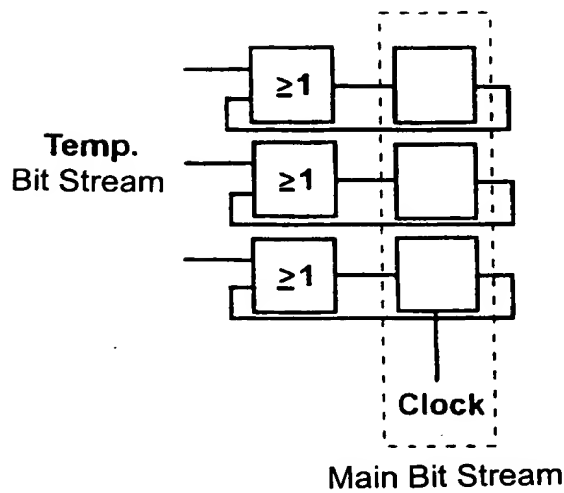 ≥1
Temp.
Bit Stream
≥1
≥1
Clock
Main Bit Stream